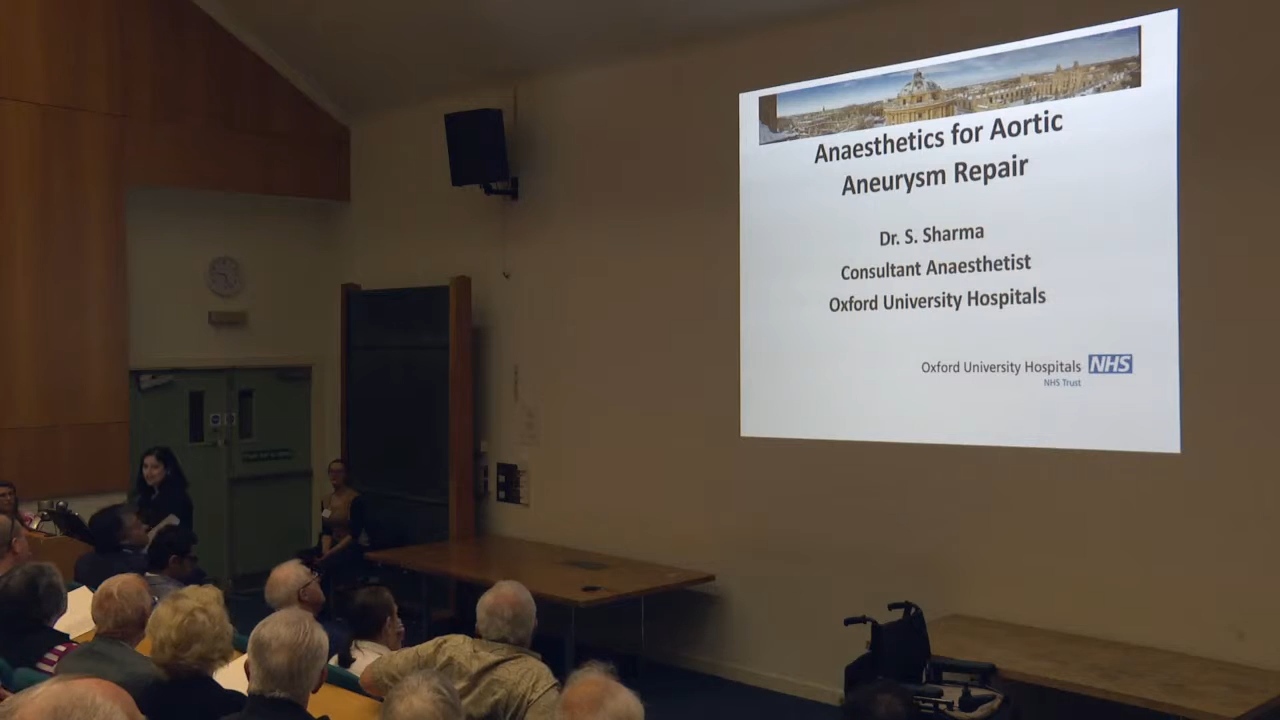 Anaesthetics for Aortic
Aneurysm Repair
Dr. S. Sharma
Consultant Anaesthetist
Oxford University Hospitals
Oxford University Hospitals NHS
NHS Trust